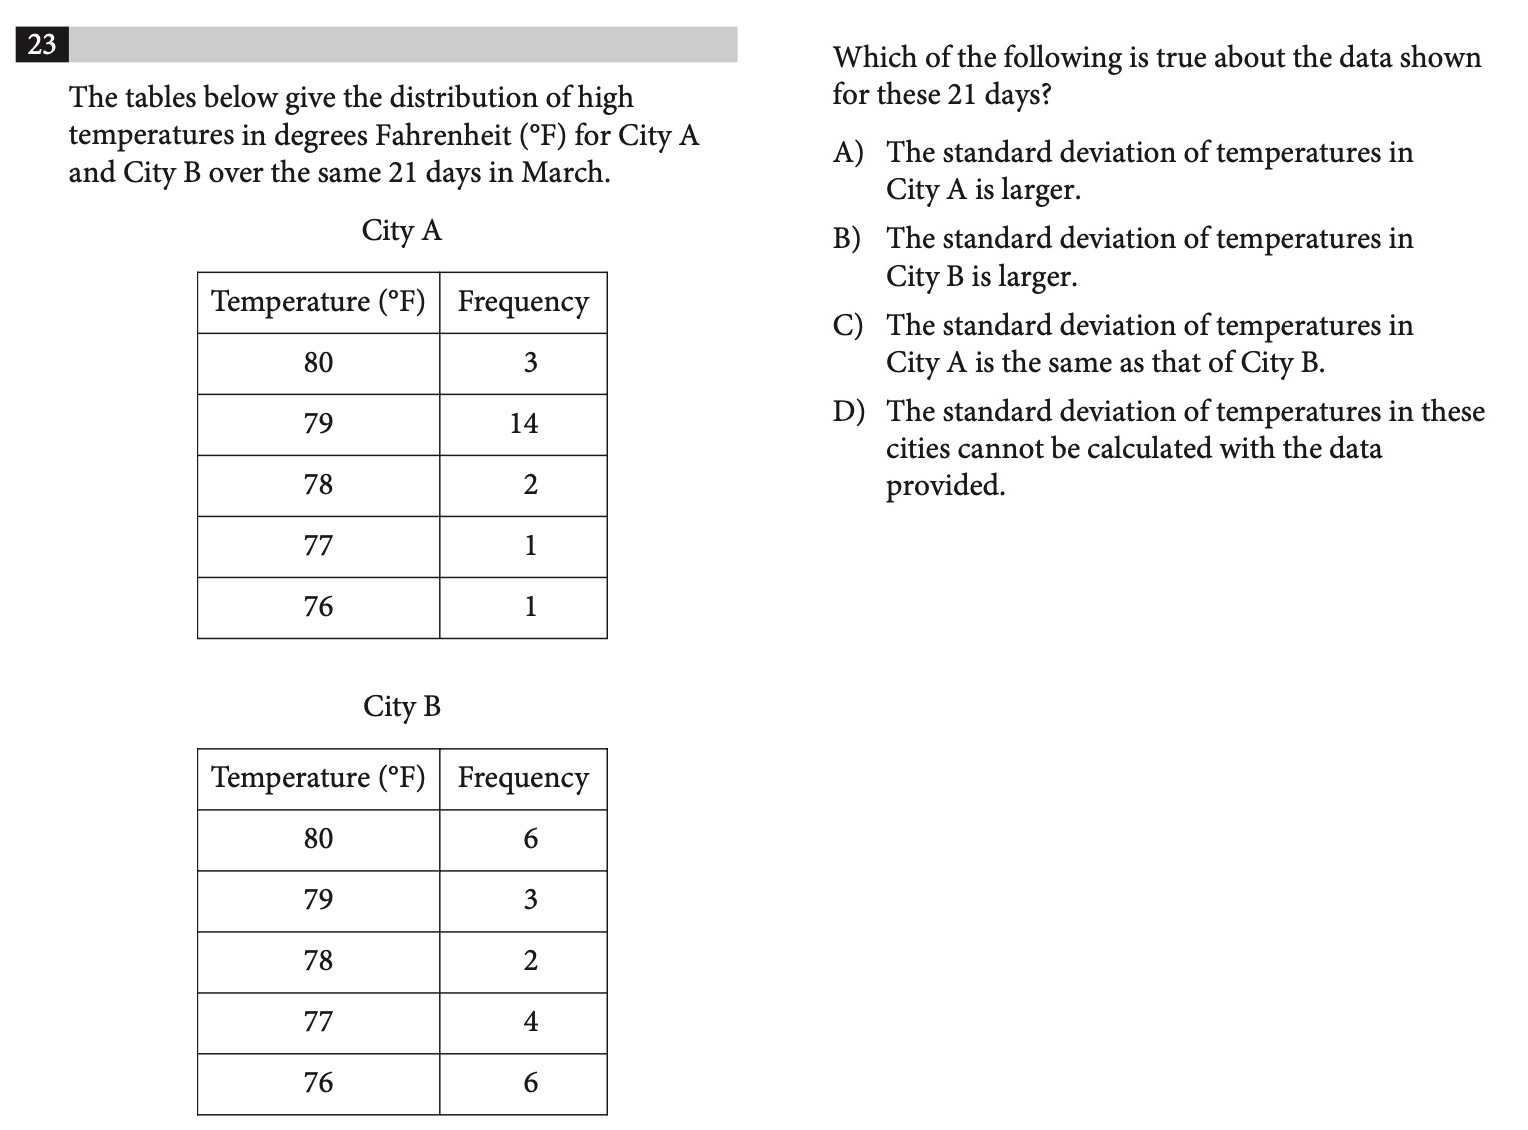 23
The tables below give the distribution of high
temperatures in degrees Fahrenheit (°F) for City A
and City B over the same 21 days in March.
City A
Temperature (°F) Frequency
80 3
79 14
78 2
77 1
76 1
City B
Temperature (°F) Frequency
80 6
79 3
78 2
77 4
76 6
Which of the following is true about the data shown
for these 21 days?
A) The standard deviation of temperatures in
City A is larger.
B) The standard deviation of temperatures in
City B is larger.
C) The standard deviation of temperatures in
City A is the same as that of City B.
D) The standard deviation of temperatures in these
cities cannot be calculated with the data
provided.